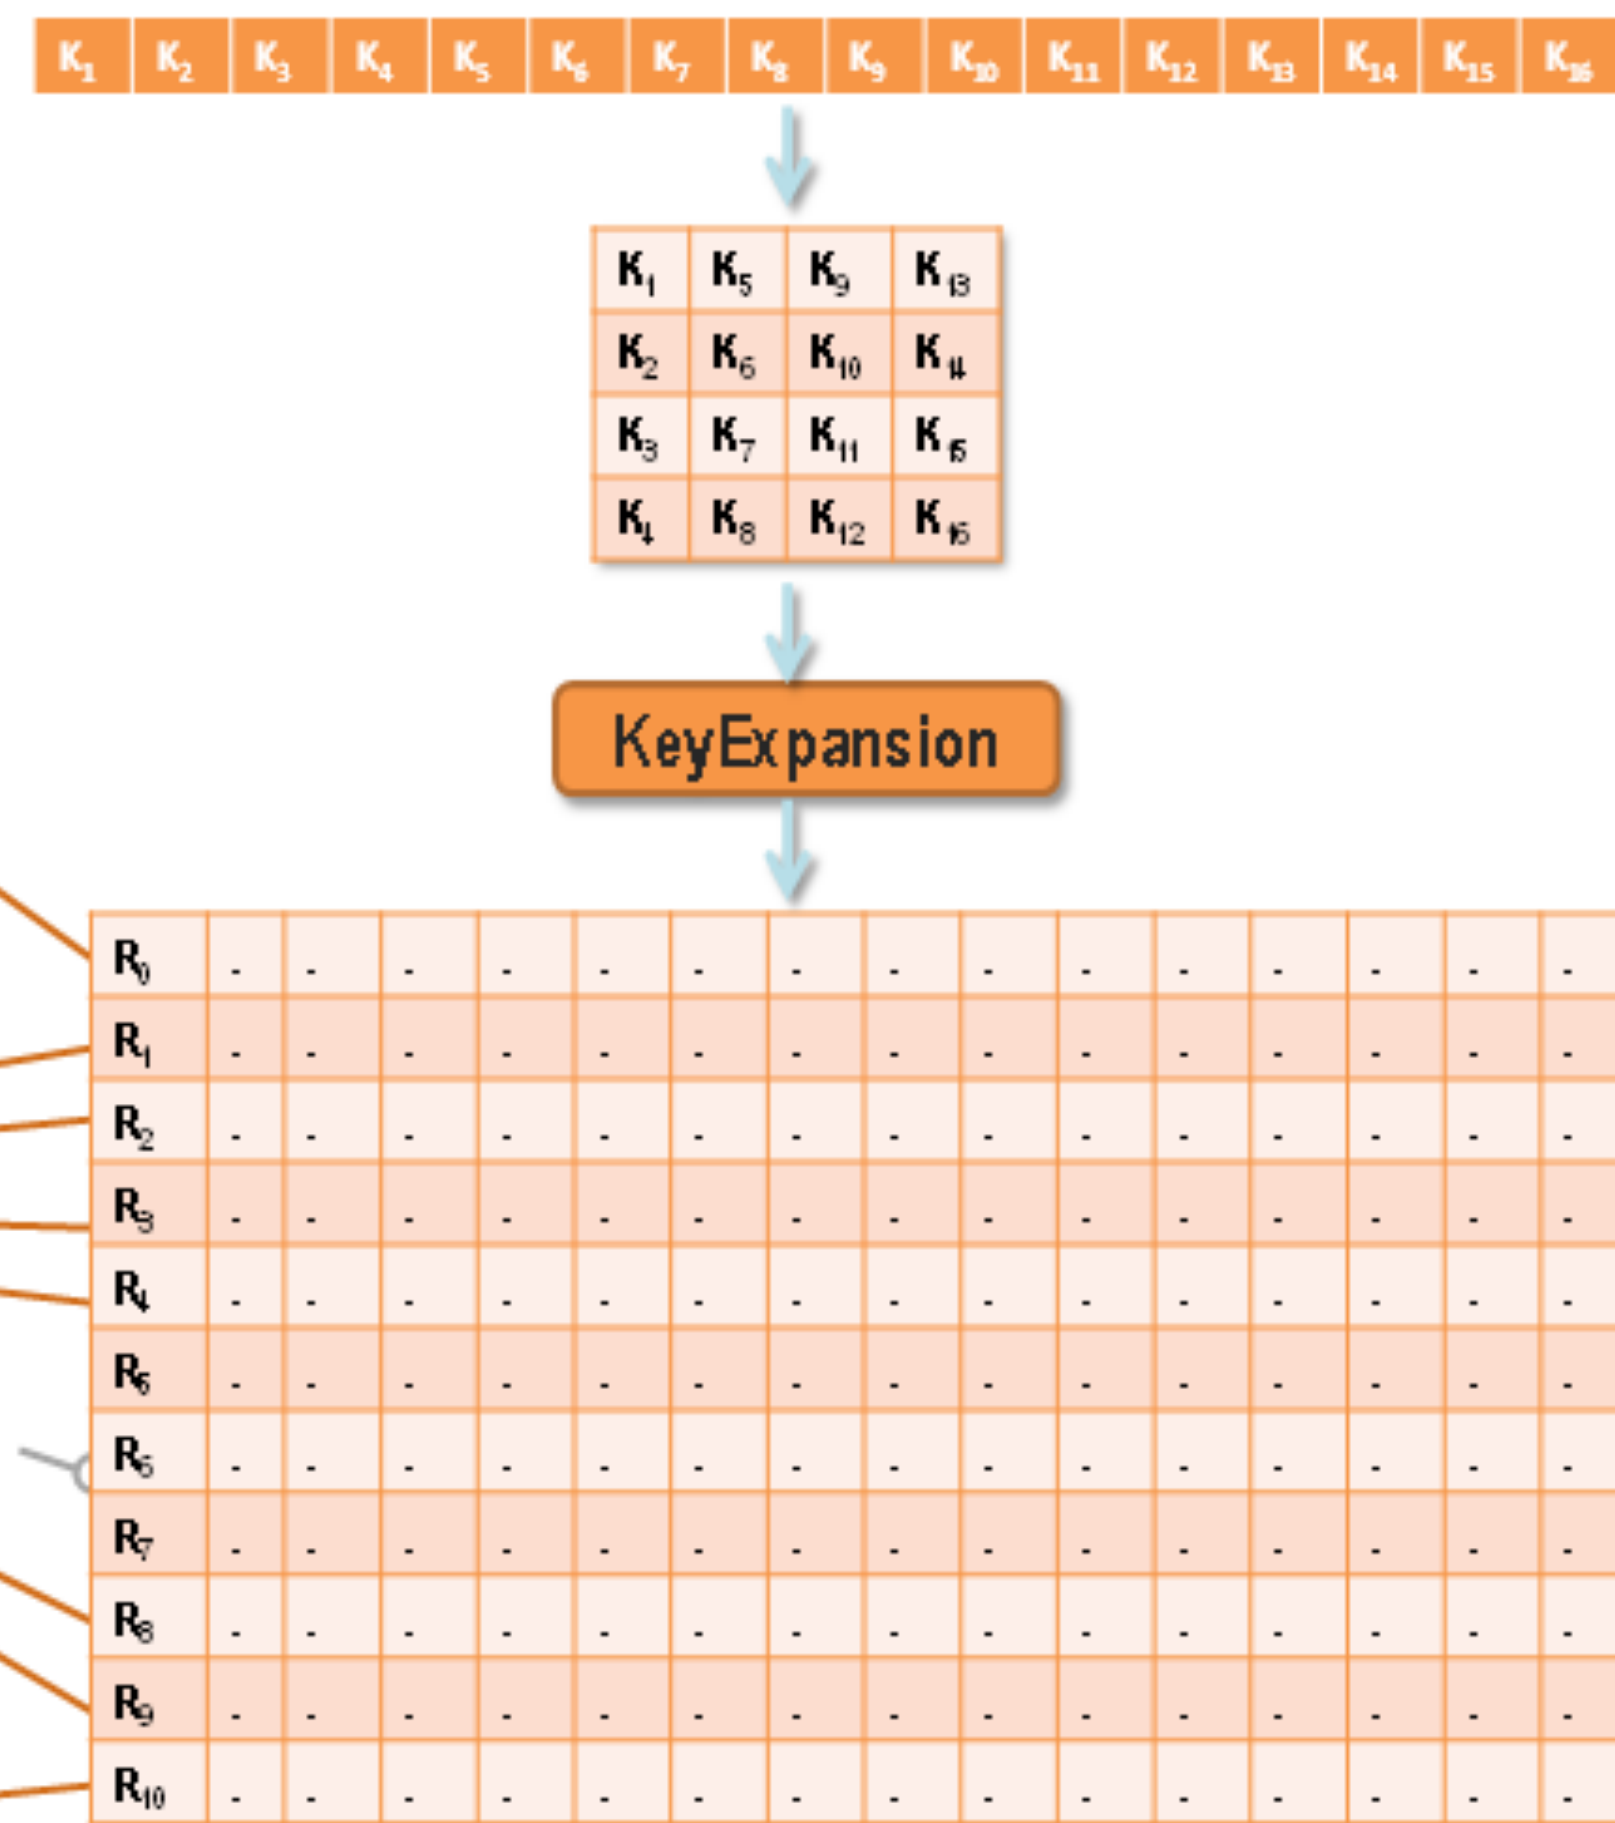 K1 K2 K3 K4 K5 K6 K7 K8 K9 K10 K11 K12 K13 K14 K15 K16
K1 K5 K9 K13
K2 K6 K10 K14
K3 K7 K11 K15
K4 K8 K12 K16
KeyExpansion
R0 - - - - - - - - - - - - - - -
R1 - - - - - - - - - - - - - - -
R2 - - - - - - - - - - - - - - -
R3 - - - - - - - - - - - - - - -
R4 - - - - - - - - - - - - - - -
R5 - - - - - - - - - - - - - - -
R6 - - - - - - - - - - - - - - -
R7 - - - - - - - - - - - - - - -
R8 - - - - - - - - - - - - - - -
R9 - - - - - - - - - - - - - - -
R10 - - - - - - - - - - - - - - -